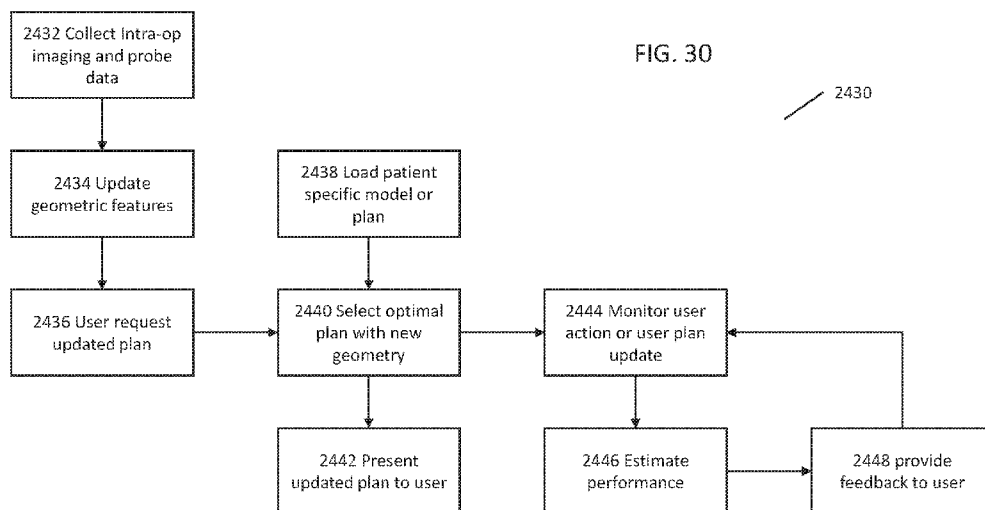 2432 Collect Intra-op
imaging and probe
data
FIG. 30
2430
2434 Update
geometric features
2438 Load patient
specific model or
plan
2436 User request
updated plan
2440 Select optimal
plan with new
geometry
2444 Monitor user
action or user plan
update
2442 Present
updated plan to user
2446 Estimate
performance
2448 provide
feedback to user